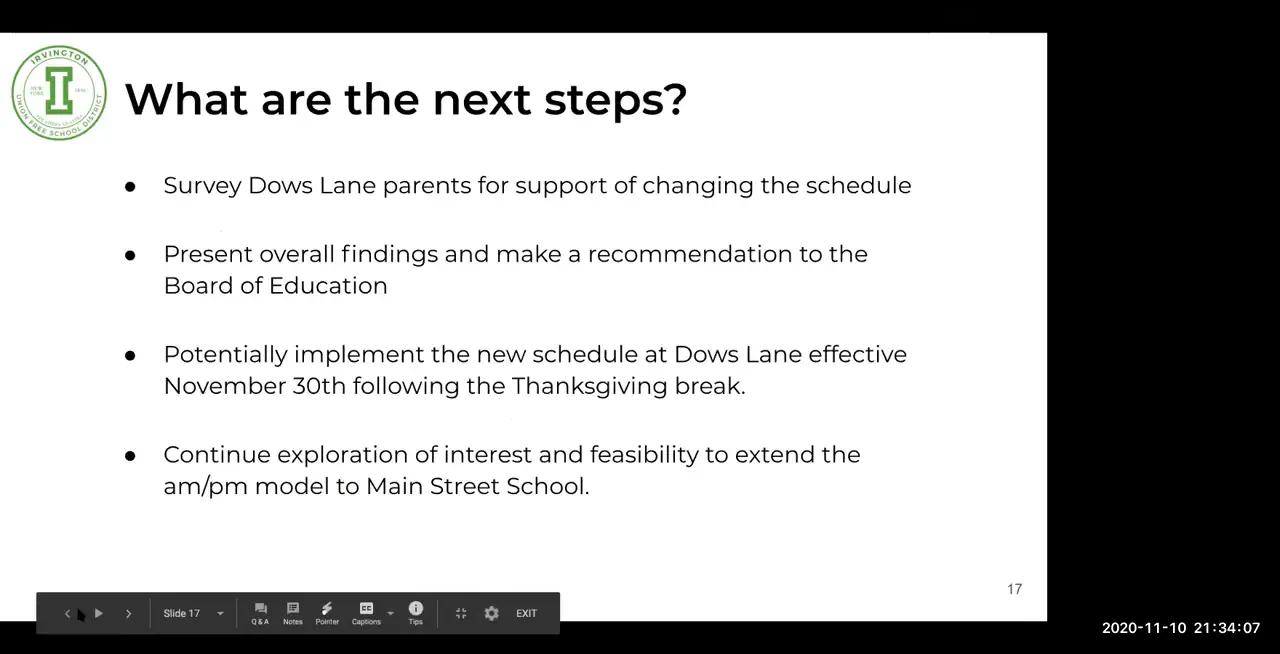 IRVINGTON
NEW YORK
I
UNION FREE SCHOOL DISTRICT
What are the next steps?
● Survey Dows Lane parents for support of changing the schedule
● Present overall findings and make a recommendation to the
Board of Education
● Potentially implement the new schedule at Dows Lane effective
November 30th following the Thanksgiving break.
● Continue exploration of interest and feasibility to extend the
am/pm model to Main Street School.
17
Slide 17
Q & A
Notes
Pointer
CC
Captions
Tips
EXIT
2020-11-10 21:34:07